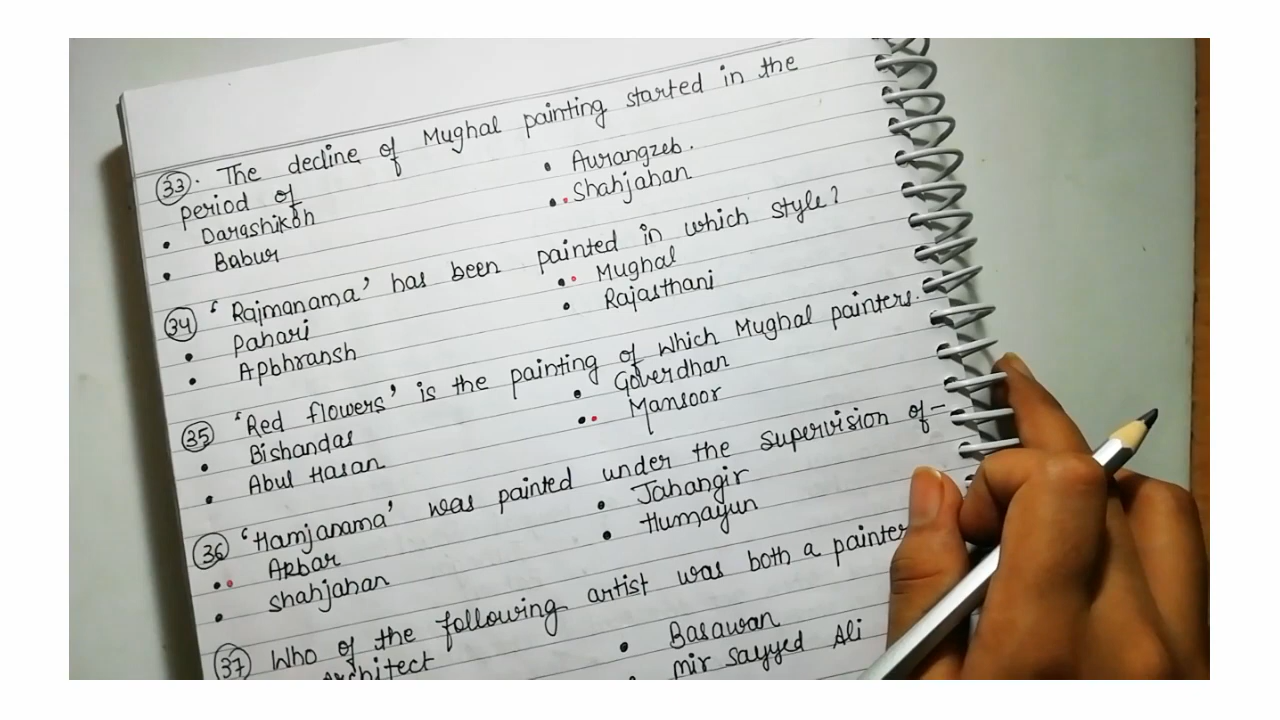 33. The decline of Mughal painting started in the
period of
• Darashikoh • Aurangzeb.
• Babur • Shahjahan
34 'Rajmanama' has been painted in which style?
• Pahari • Mughal
• Apbhransh • Rajasthani
35 'Red flowers' is the painting of which Mughal painters.
• Bishandas • Goverdhan
• Abul Hasan • Mansoor
36 'Hamjanama' was painted under the supervision of-
• Akbar • Jahangir
• Shahjahan • Humayun
37 Who of the following artist was both a painter
Architect • Basawan
• Mir Sayyed Ali